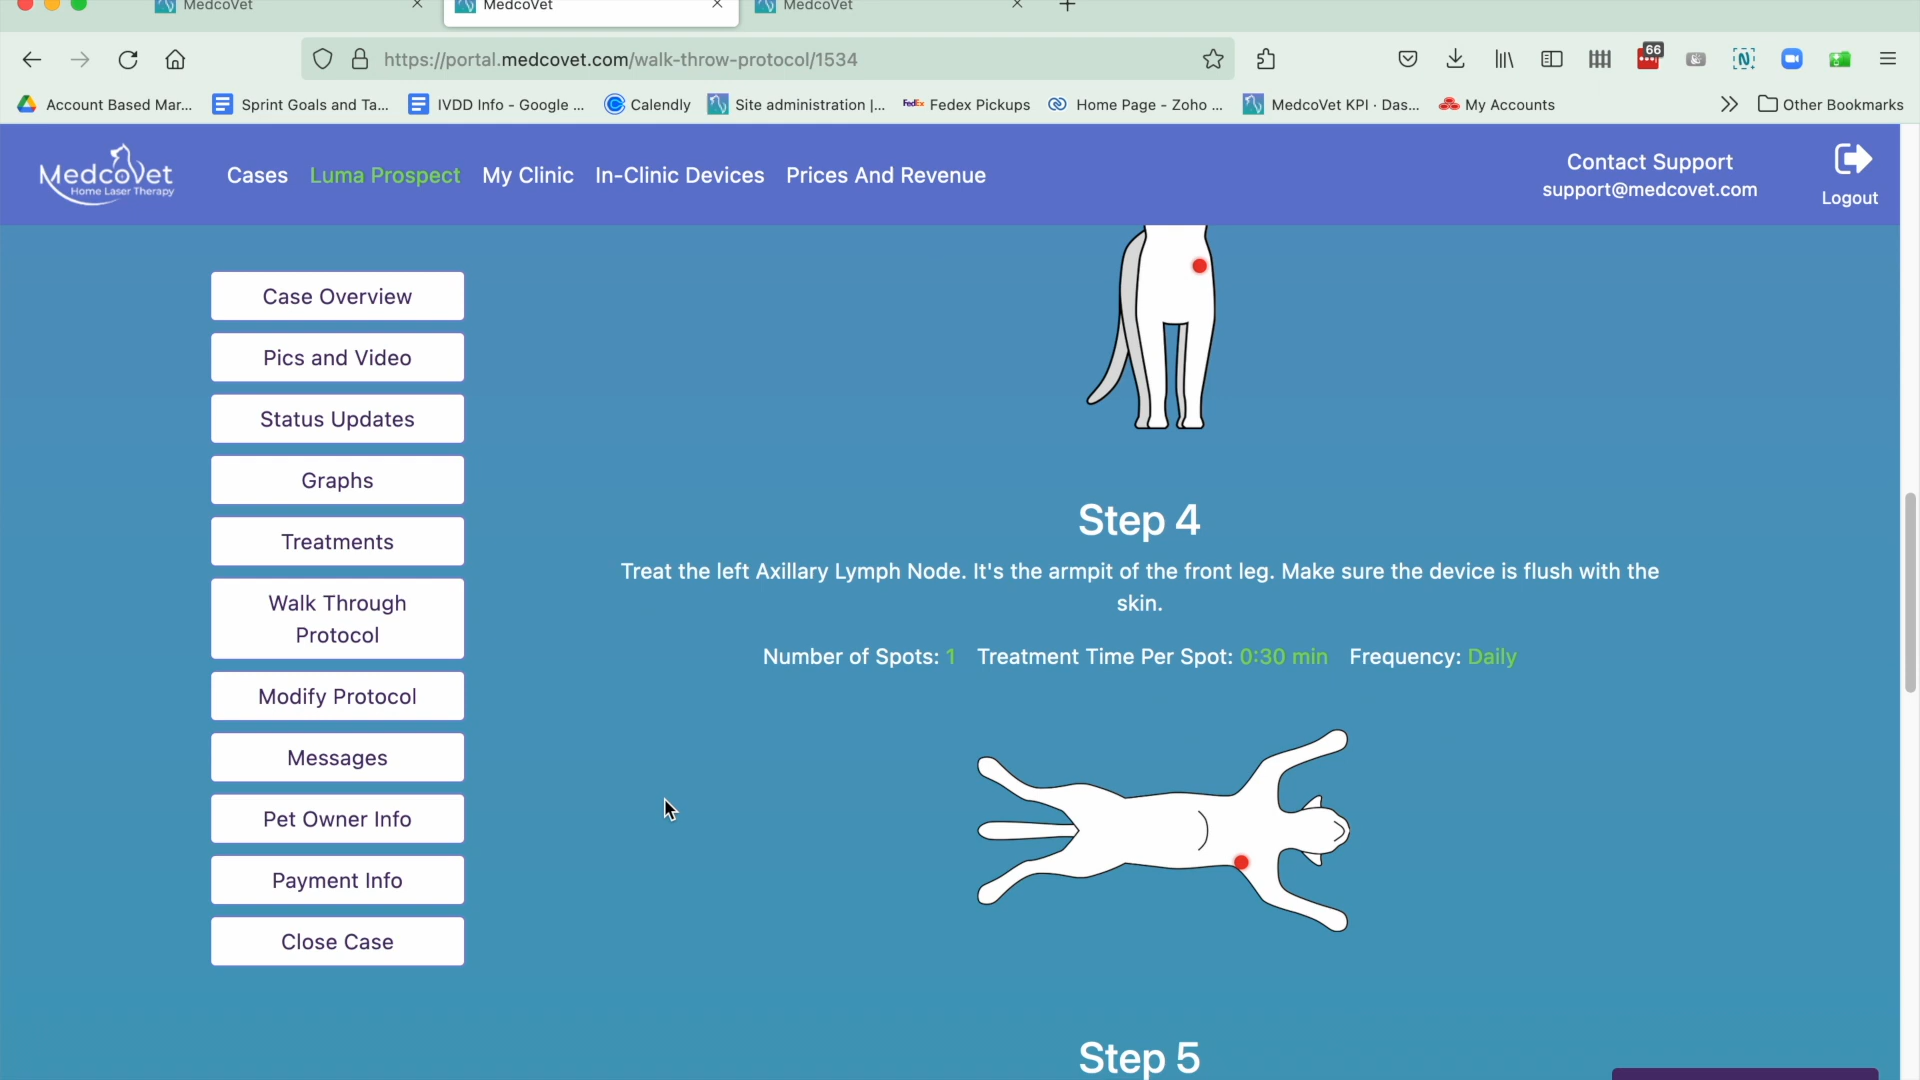 MedcoVet
MedcoVet
MedcoVet
https://portal.medcovet.com/walk-throw-protocol/1534
66
Account Based Mar...
Sprint Goals and Ta...
IVDD Info - Google ...
Calendly
Site administration |...
FedEx
Fedex Pickups
Home Page - Zoho ...
MedcoVet KPI · Das...
My Accounts
Other Bookmarks
MedcoVet
Home Laser Therapy
Cases
Luma Prospect
My Clinic
In-Clinic Devices
Prices And Revenue
Contact Support
support@medcovet.com
Logout
Case Overview
Pics and Video
Status Updates
Graphs
Treatments
Walk Through
Protocol
Modify Protocol
Messages
Pet Owner Info
Payment Info
Close Case
Step 4
Treat the left Axillary Lymph Node. It's the armpit of the front leg. Make sure the device is flush with the
skin.
Number of Spots: 1 Treatment Time Per Spot: 0:30 min Frequency: Daily
Step 5